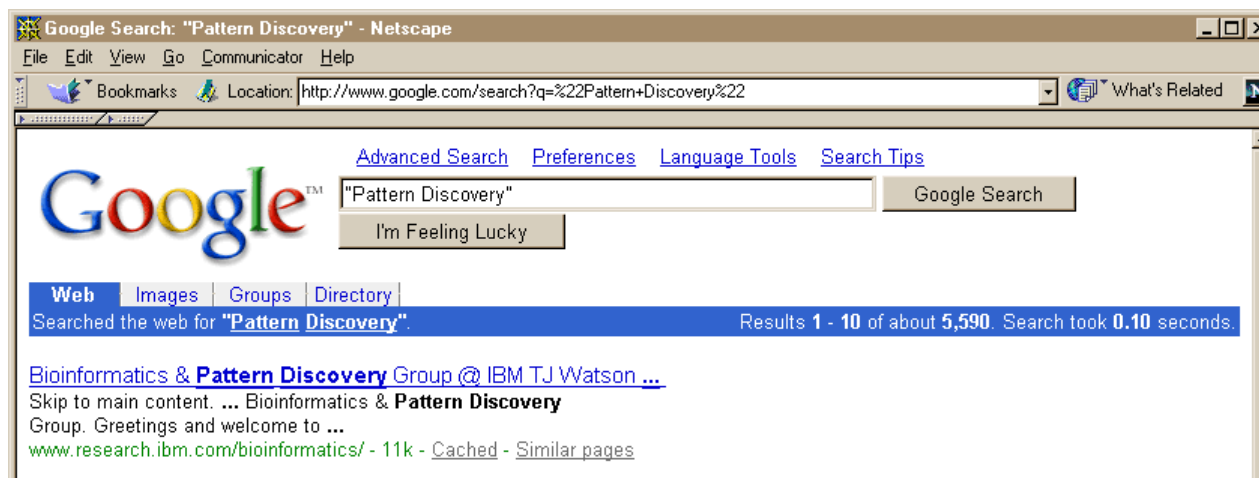 Google Search: "Pattern Discovery" - Netscape
File Edit View Go Communicator Help
Bookmarks Location: http://www.google.com/search?q=%22Pattern+Discovery%22 What's Related N
Advanced Search Preferences Language Tools Search Tips
Google™ "Pattern Discovery" Google Search
I'm Feeling Lucky
Web Images Groups Directory
Searched the web for "Pattern Discovery". Results 1 - 10 of about 5,590. Search took 0.10 seconds.
Bioinformatics & Pattern Discovery Group @ IBM TJ Watson ...
Skip to main content. ... Bioinformatics & Pattern Discovery
Group. Greetings and welcome to ...
www.research.ibm.com/bioinformatics/ - 11k - Cached - Similar pages